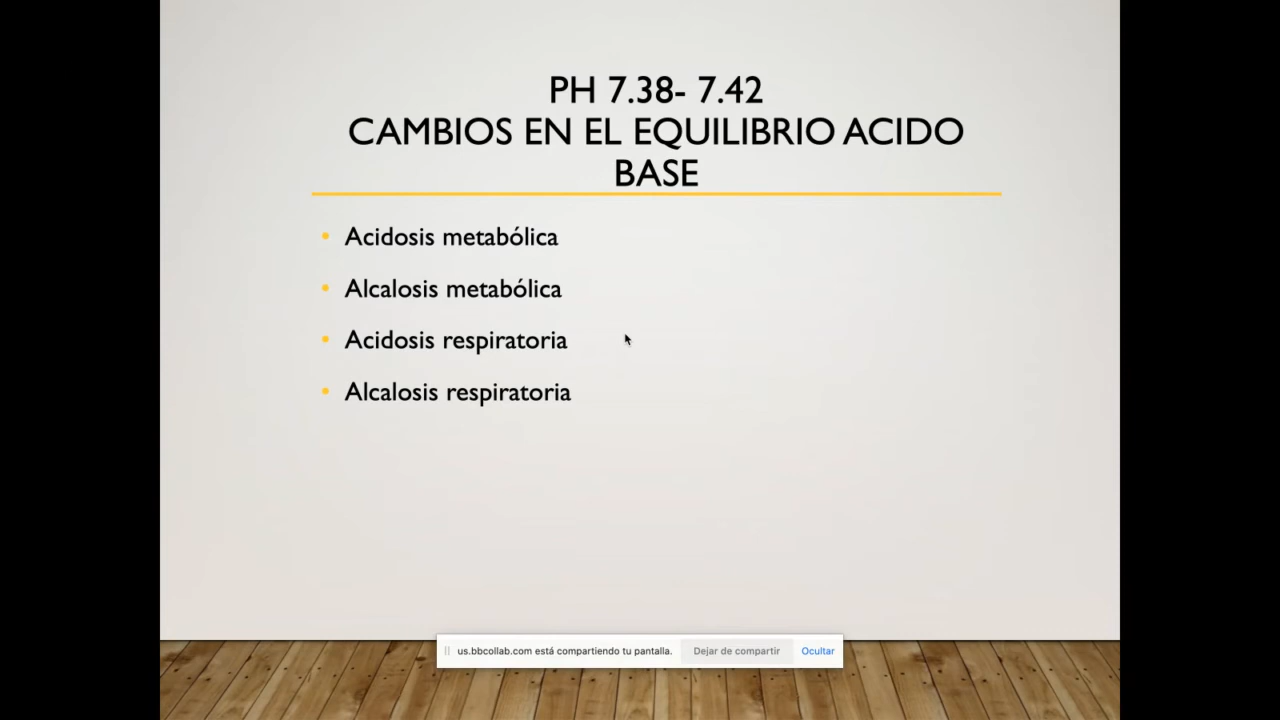 PH 7.38- 7.42
CAMBIOS EN EL EQUILIBRIO ACIDO
BASE
• Acidosis metabólica
• Alcalosis metabólica
• Acidosis respiratoria
• Alcalosis respiratoria
us.bbcollab.com está compartiendo tu pantalla. Dejar de compartir Ocultar